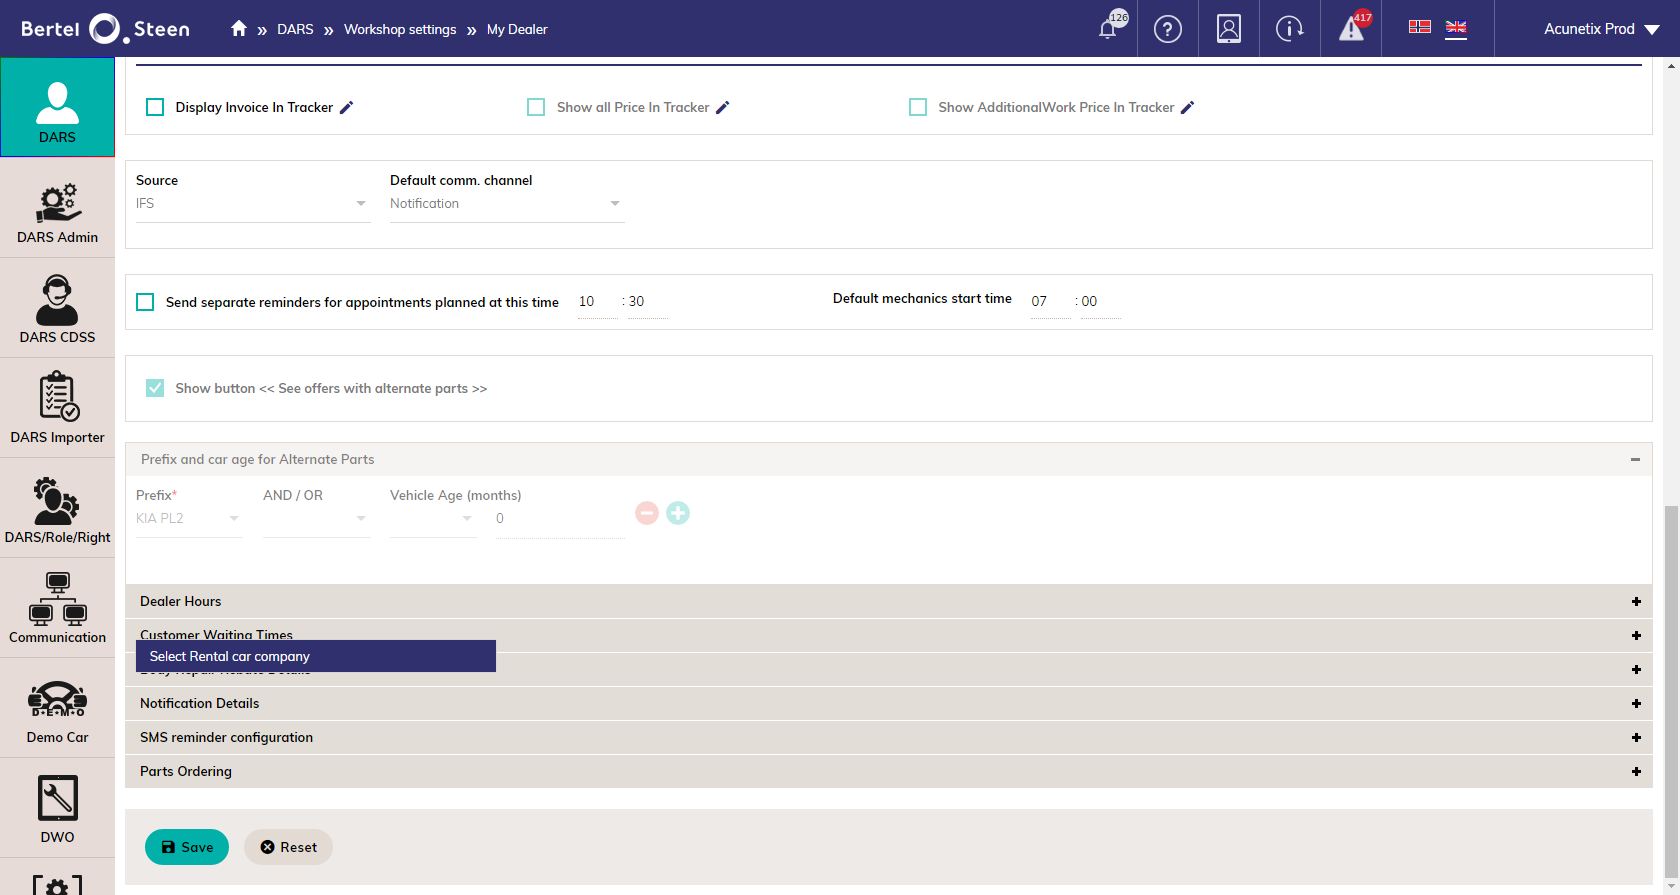 Bertel Steen
DARS » Workshop settings » My Dealer
126
417
Acunetix Prod
DARS
DARS Admin
DARS CDSS
DARS Importer
DARS/Role/Right
Communication
D•E•M•O
Demo Car
DWO
Display Invoice In Tracker
Show all Price In Tracker
Show AdditionalWork Price In Tracker
Source
Default comm. channel
IFS
Notification
Send separate reminders for appointments planned at this time 10 : 30
Default mechanics start time 07 : 00
Show button << See offers with alternate parts >>
Prefix and car age for Alternate Parts
Prefix*
AND / OR
Vehicle Age (months)
KIA PL2
0
Dealer Hours
Customer Waiting Times
Select Rental car company
Body Repair Rebate Details
Notification Details
SMS reminder configuration
Parts Ordering
Save
Reset